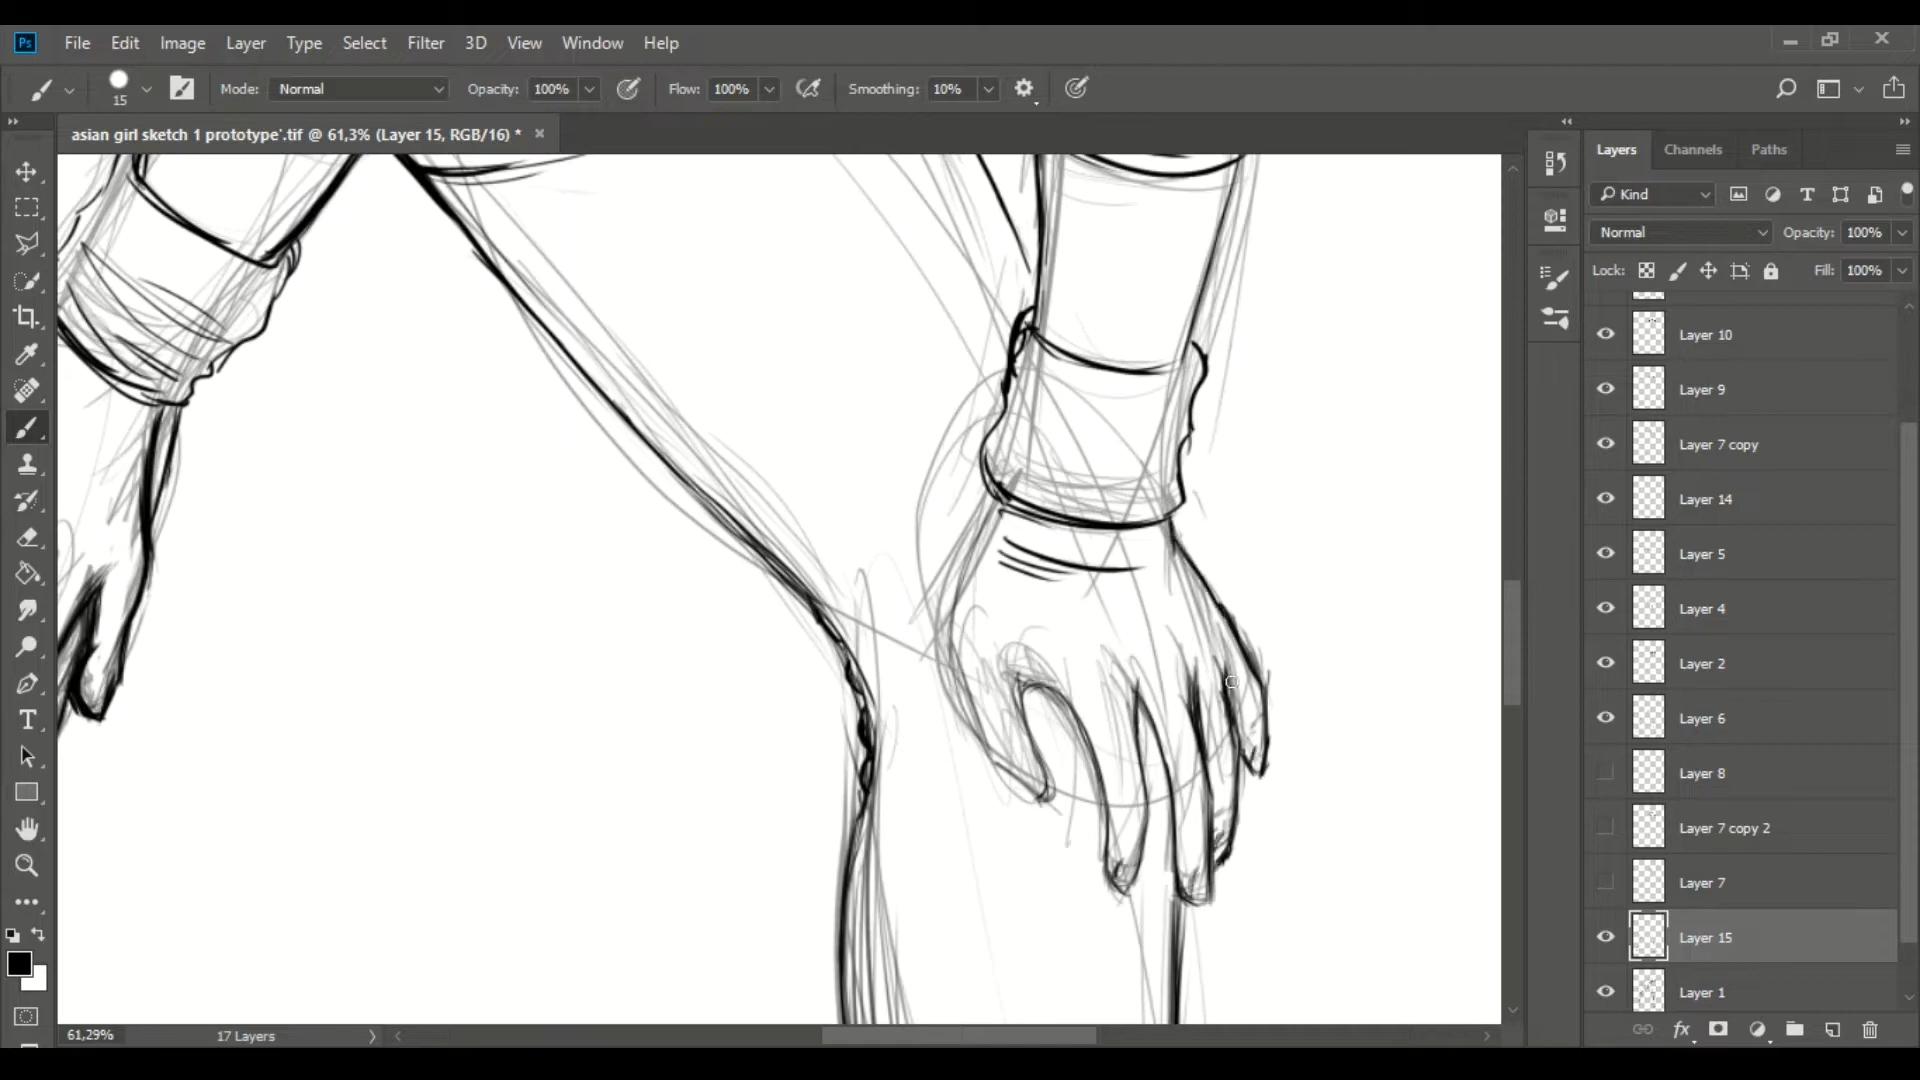 Ps File Edit Image Layer Type Select Filter 3D View Window Help
15 Mode: Normal Opacity: 100% Flow: 100% Smoothing: 10%
asian girl sketch 1 prototype'.tif @ 61,3% (Layer 15, RGB/16) *
Layers Channels Paths
Kind
Normal Opacity: 100%
Lock: Fill: 100%
Layer 10
Layer 9
Layer 7 copy
Layer 14
Layer 5
Layer 4
Layer 2
Layer 6
Layer 8
Layer 7 copy 2
Layer 7
Layer 15
Layer 1
61,29% 17 Layers